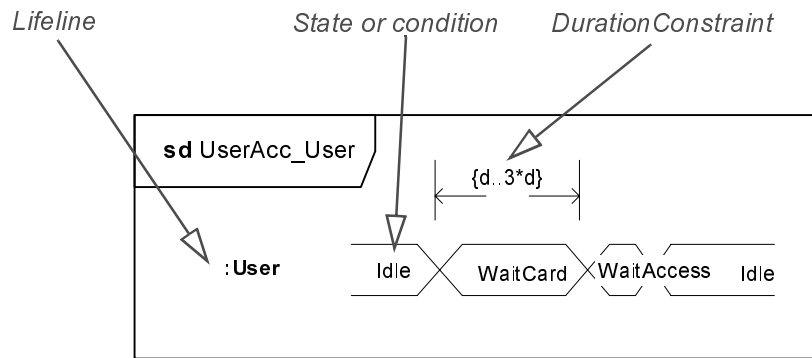 Lifeline State or condition DurationConstraint
sd UserAcc_User
{d..3*d}
:User Idle WaitCard WaitAccess Idle